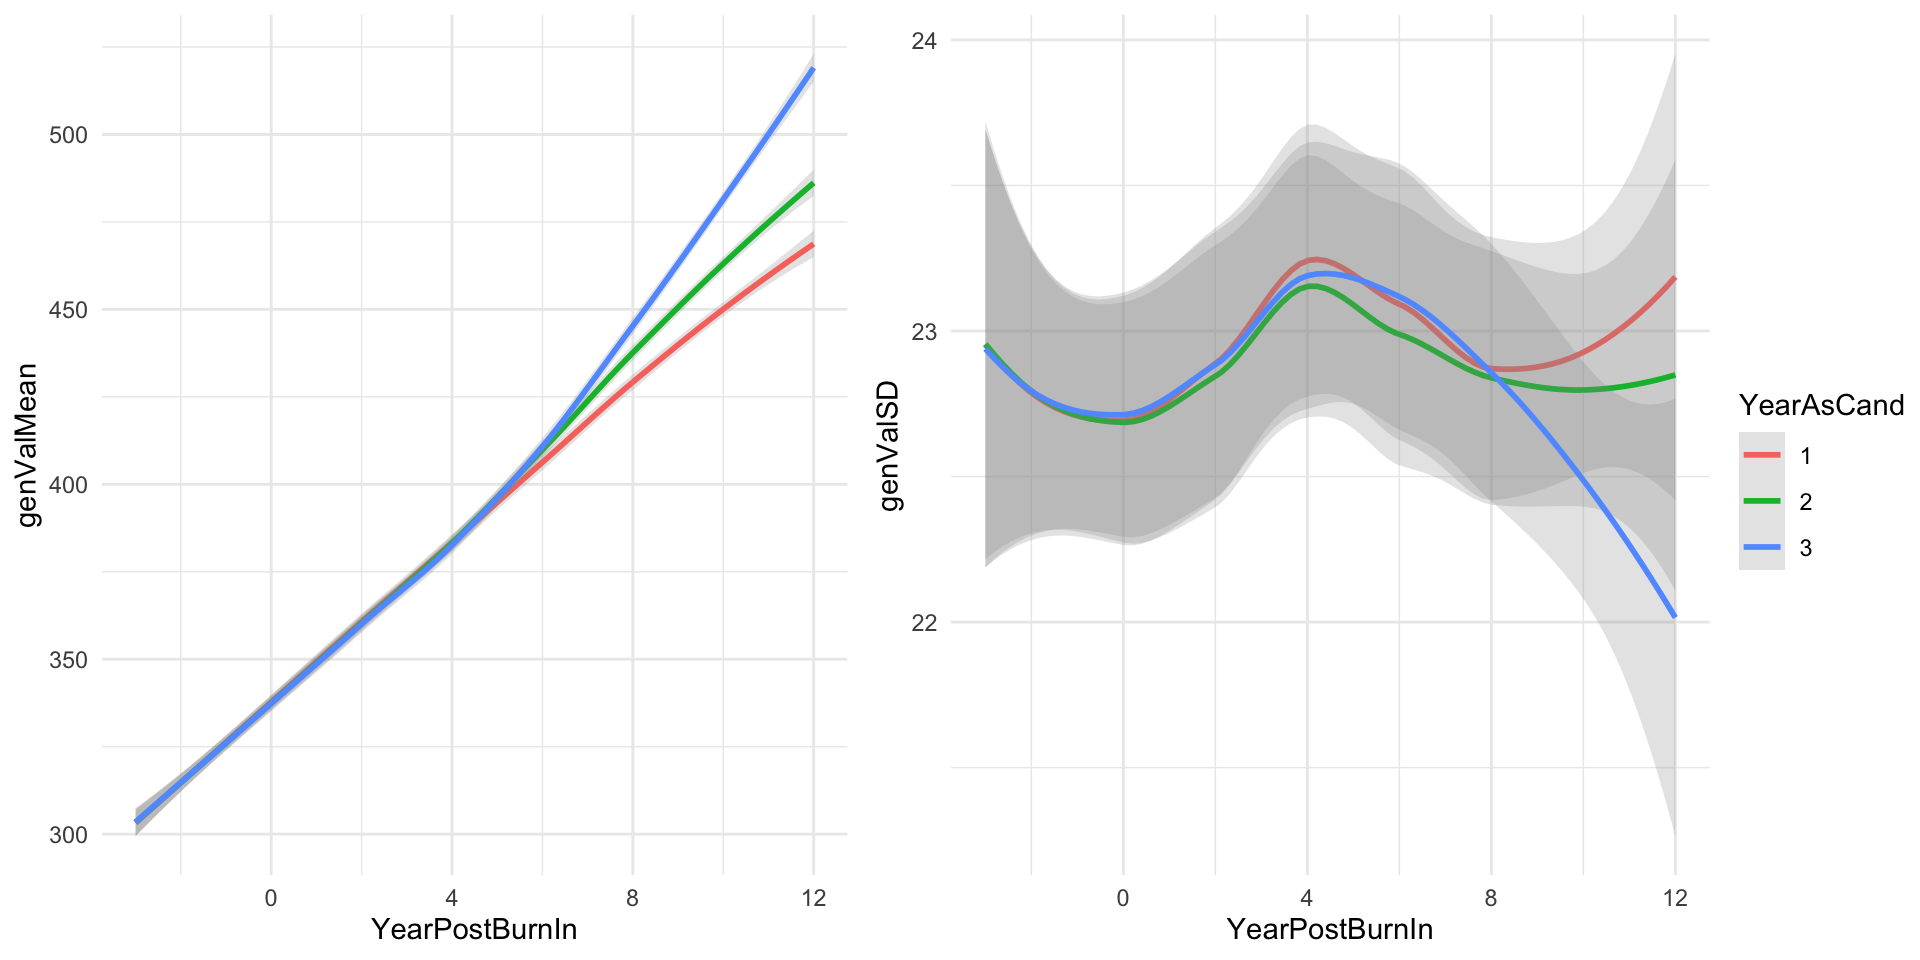 genValMean
500
450
400
350
300
0 4 8 12
YearPostBurnIn
genValSD
24
23
22
0 4 8 12
YearPostBurnIn
YearAsCand
1
2
3